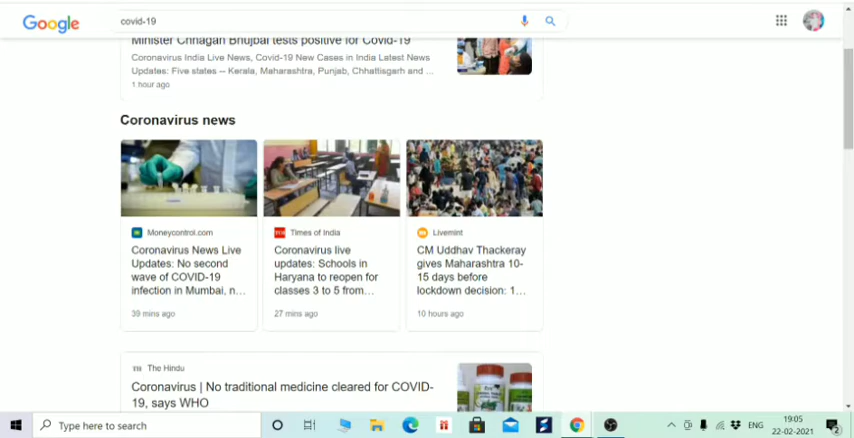 Google
covid-19
Minister Chhagan Bhujbal tests positive for Covid-19
Coronavirus India Live News, Covid-19 New Cases in India Latest News
Updates: Five states -- Kerala, Maharashtra, Punjab, Chhattisgarh and ...
1 hour ago
Coronavirus news
Moneycontrol.com
Coronavirus News Live
Updates: No second
wave of COVID-19
infection in Mumbai, n...
39 mins ago
Times of India
Coronavirus live
updates: Schools in
Haryana to reopen for
classes 3 to 5 from...
27 mins ago
Livemint
CM Uddhav Thackeray
gives Maharashtra 10-
15 days before
lockdown decision: 1...
10 hours ago
The Hindu
Coronavirus | No traditional medicine cleared for COVID-
19, says WHO
Type here to search
ENG
19:05
22-02-2021
2